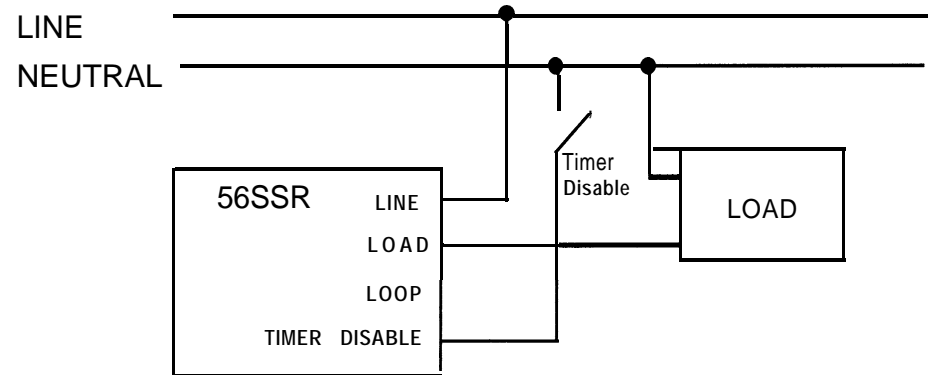 LINE
NEUTRAL
Timer
Disable
56SSR
LINE
LOAD
LOAD
LOOP
TIMER DISABLE